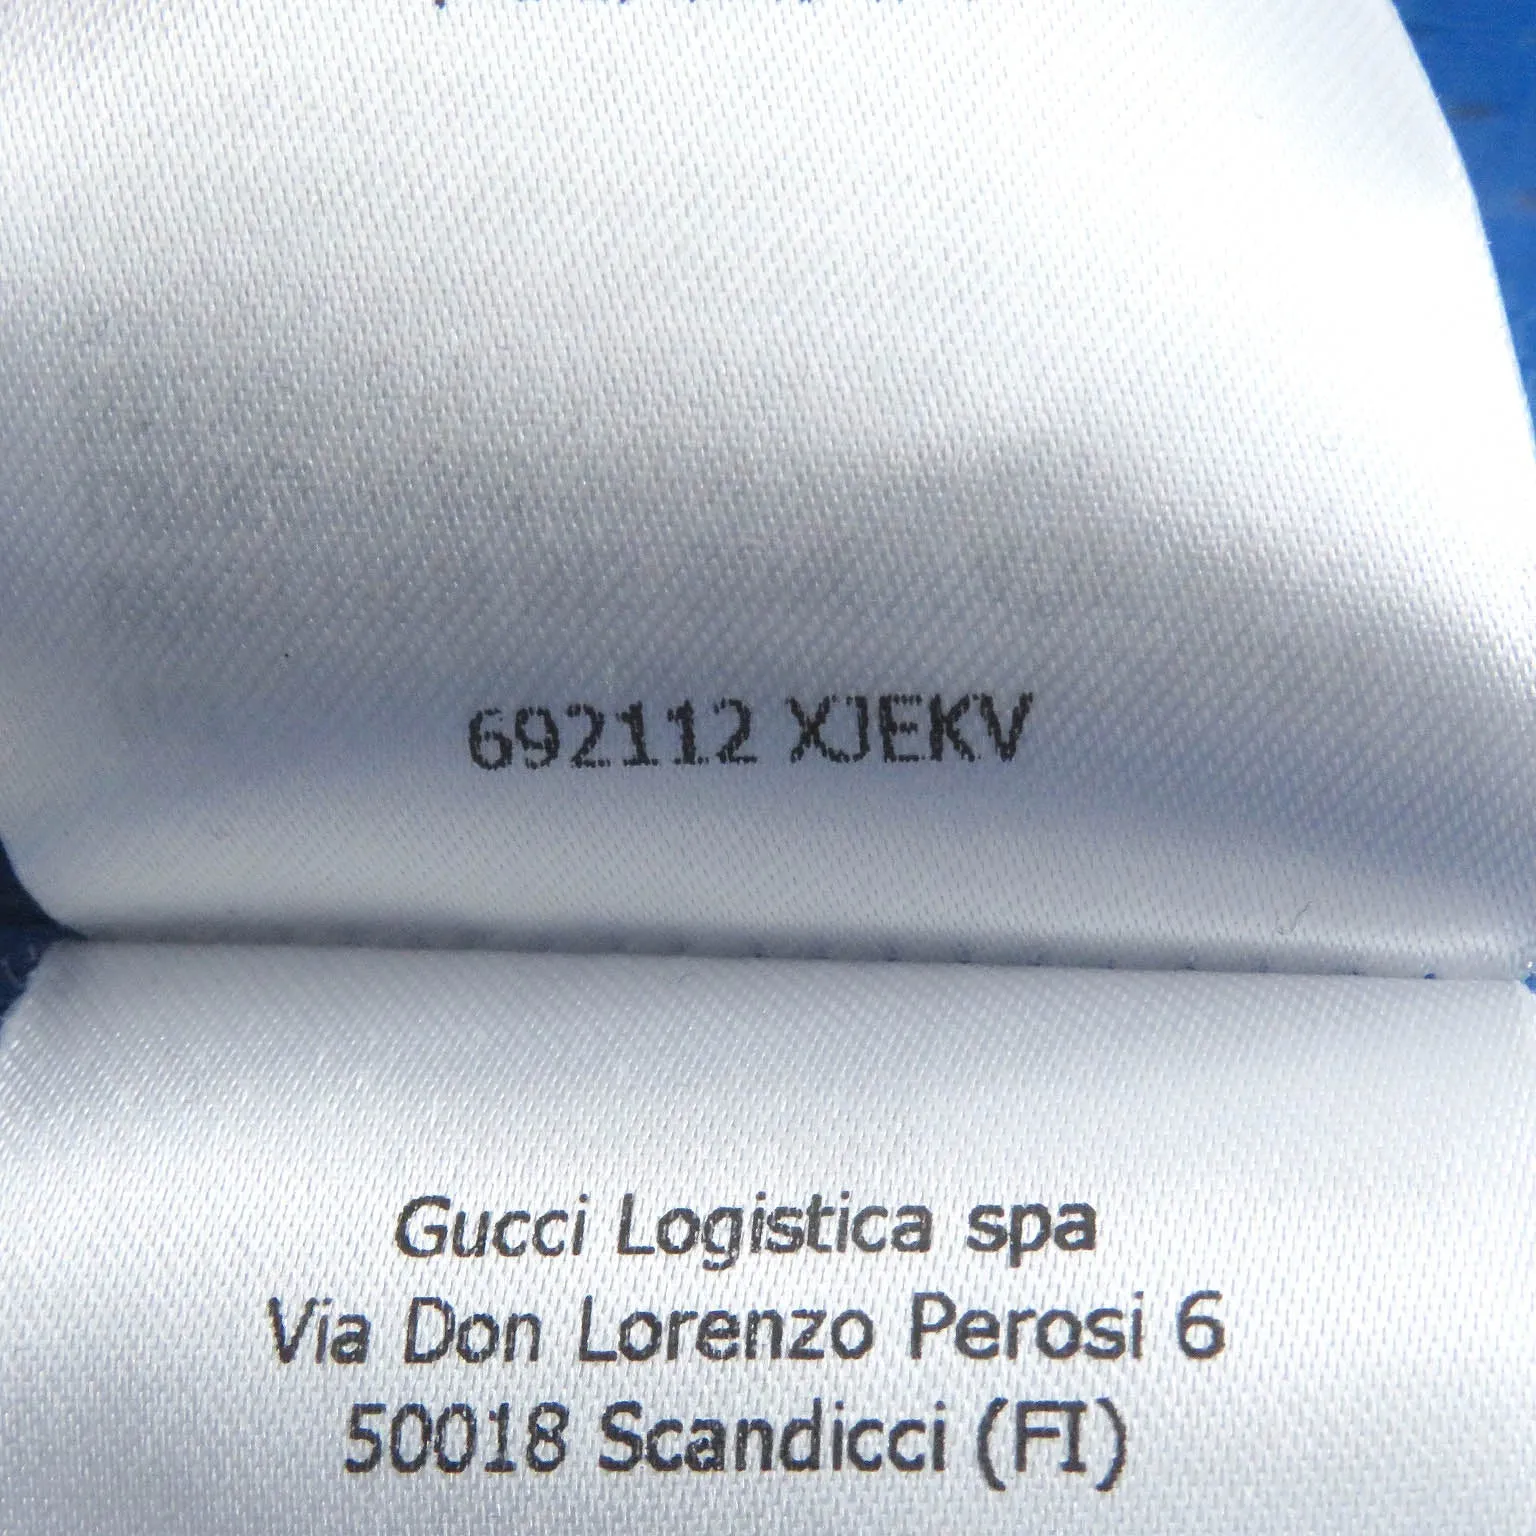 692112 XJEKV
Gucci Logistica spa
Via Don Lorenzo Perosi 6
50018 Scandicci (FI)